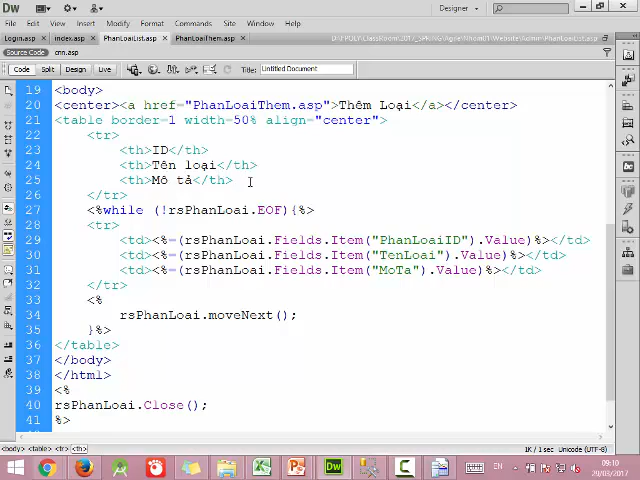 Dw File Edit View Insert Modify Format Commands Site Window Help Designer
Login.asp × index.asp × PhanLoaiList.asp × PhanLoaiThem.asp ×
Source Code cnn.asp
Code Split Design Live Title: Untitled Document
19 <body>
20 <center><a href="PhanLoaiThem.asp">Thêm Loại</a></center>
21 <table border=1 width=50% align="center">
22 <tr>
23 <th>ID</th>
24 <th>Tên loại</th>
25 <th>Mô tả</th>
26 </tr>
27 <%while (!rsPhanLoai.EOF){%>
28 <tr>
29 <td><%=(rsPhanLoai.Fields.Item("PhanLoaiID").Value)%></td>
30 <td><%=(rsPhanLoai.Fields.Item("TenLoai").Value)%></td>
31 <td><%=(rsPhanLoai.Fields.Item("MoTa").Value)%></td>
32 </tr>
33 <%
34 rsPhanLoai.moveNext();
35 }%>
36 </table>
37 </body>
38 </html>
39 <%
40 rsPhanLoai.Close();
41 %>
<body> <table> <tr> <th> 1K / 1 sec Unicode (UTF-8)
Dw EN 09:10
29/03/2017